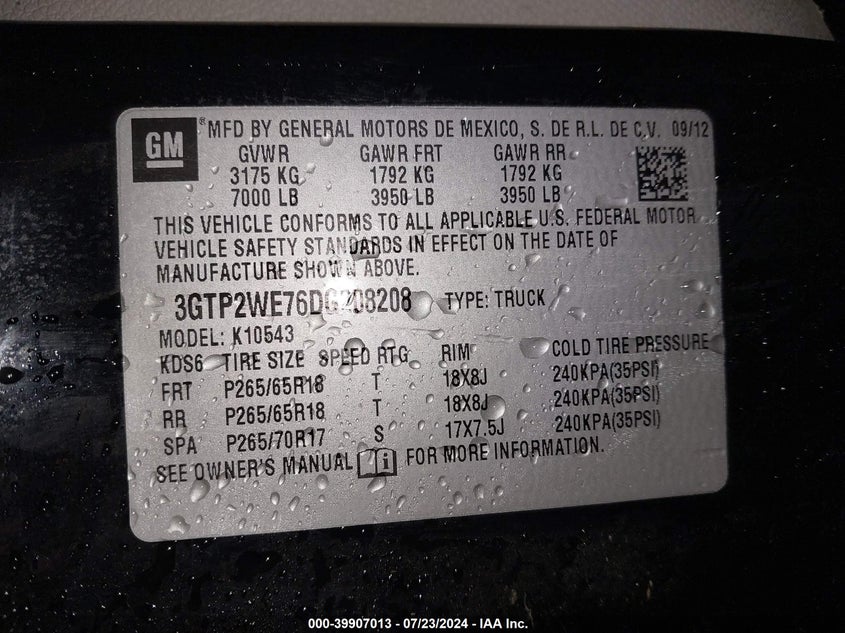 GM
® MFD BY GENERAL MOTORS DE MEXICO, S. DE R.L. DE C.V. 09/12
GVWR GAWR FRT GAWR RR
3175 KG 1792 KG 1792 KG
7000 LB 3950 LB 3950 LB
THIS VEHICLE CONFORMS TO ALL APPLICABLE U.S. FEDERAL MOTOR
VEHICLE SAFETY STANDARDS IN EFFECT ON THE DATE OF
MANUFACTURE SHOWN ABOVE.
3GTP2WE76DG208208 TYPE: TRUCK
MODEL: K10543
KDS6 TIRE SIZE SPEED RTG RIM COLD TIRE PRESSURE
FRT P265/65R18 T 18X8J 240KPA(35PSI)
RR P265/65R18 T 18X8J 240KPA(35PSI)
SPA P265/70R17 S 17X7.5J 240KPA(35PSI)
SEE OWNER'S MANUAL i FOR MORE INFORMATION.
000-39907013 - 07/23/2024 - IAA Inc.